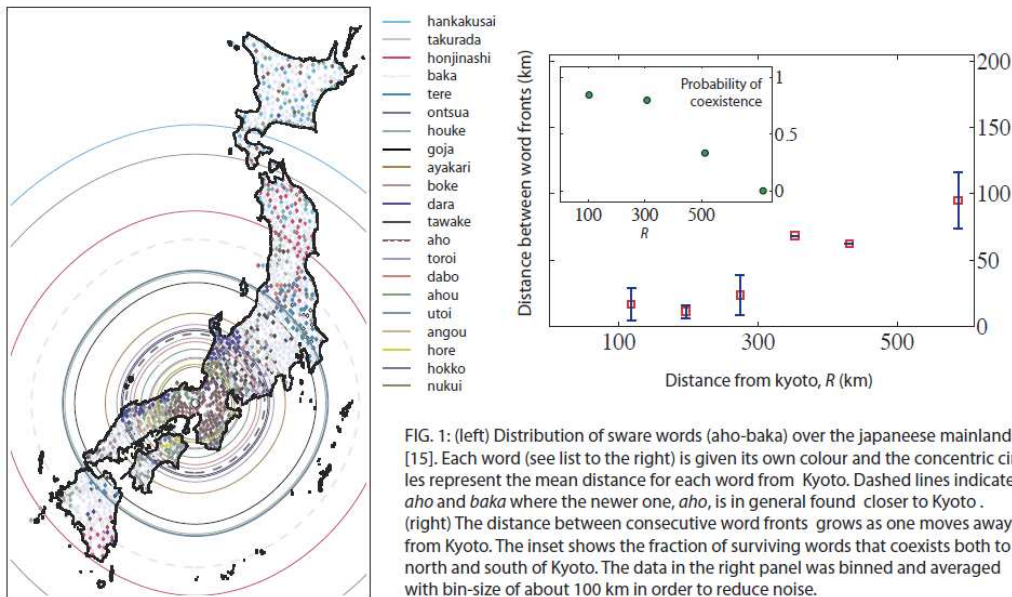 hankakusai
takurada
honjinashi
baka
tere
ontsua
houke
goja
ayakari
boke
dara
tawake
aho
toroi
dabo
ahou
utoi
angou
hore
hokko
nukui
Distance between word fronts (km)
200
150
100
50
0
100 300 500
Distance from kyoto, R (km)
Probability of
coexistence
1
0.5
0
100 300 500
R
FIG. 1: (left) Distribution of sware words (aho-baka) over the japaneese mainland
[15]. Each word (see list to the right) is given its own colour and the concentric cir
les represent the mean distance for each word from Kyoto. Dashed lines indicate
aho and baka where the newer one, aho, is in general found closer to Kyoto .
(right) The distance between consecutive word fronts grows as one moves away
from Kyoto. The inset shows the fraction of surviving words that coexists both to
north and south of Kyoto. The data in the right panel was binned and averaged
with bin-size of about 100 km in order to reduce noise.